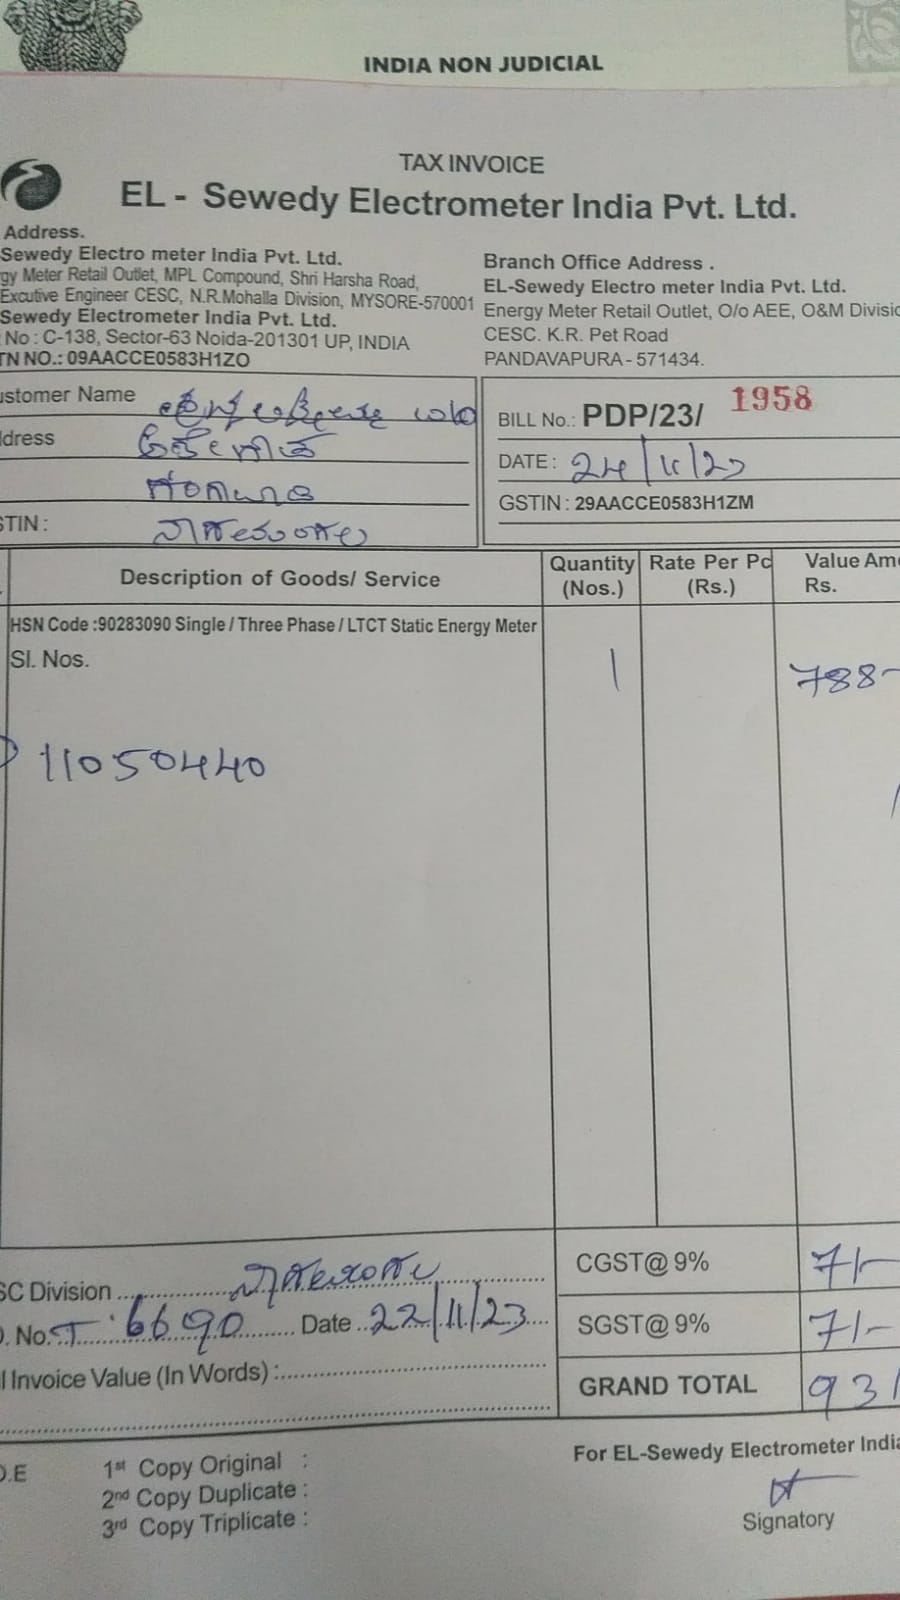 INDIA NON JUDICIAL
TAX INVOICE
EL - Sewedy Electrometer India Pvt. Ltd.
Address.
Sewedy Electro meter India Pvt. Ltd.
gy Meter Retail Outlet, MPL Compound, Shri Harsha Road,
Excutive Engineer CESC, N.R.Mohalla Division, MYSORE-570001
Sewedy Electrometer India Pvt. Ltd.
No : C-138, Sector-63 Noida-201301 UP, INDIA
TN NO.: 09AACCE0583H1ZO
Branch Office Address .
EL-Sewedy Electro meter India Pvt. Ltd.
Energy Meter Retail Outlet, O/o AEE, O&M Divisio
CESC. K.R. Pet Road
PANDAVAPURA - 571434.
ustomer Name
dress
STIN :
BILL No.: PDP/23/ 1958
DATE : 24/11/23
GSTIN : 29AACCE0583H1ZM
Description of Goods/ Service
Quantity (Nos.)
Rate Per Pc (Rs.)
Value Am Rs.
HSN Code :90283090 Single / Three Phase / LTCT Static Energy Meter
Sl. Nos.
1
788-
11050440
SC Division
. No. T 6690 Date 22/11/23
l Invoice Value (In Words) :
CGST@ 9% 71-
SGST@ 9% 71-
GRAND TOTAL 931
O.E
1st Copy Original :
2nd Copy Duplicate :
3rd Copy Triplicate :
For EL-Sewedy Electrometer India
Signatory